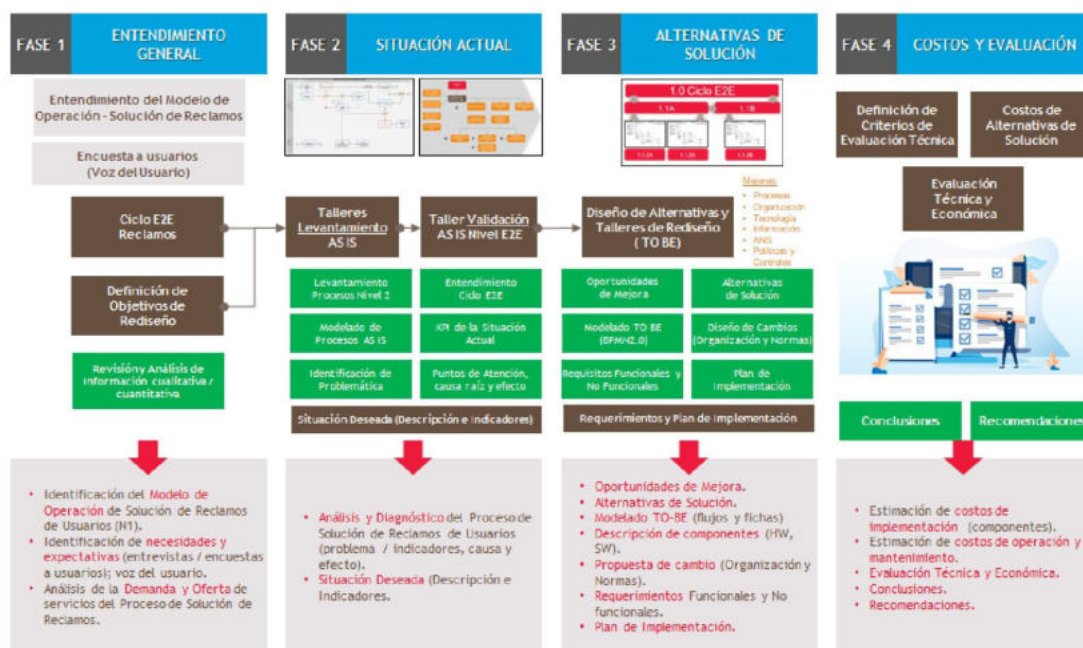 FASE 1
ENTENDIMIENTO
GENERAL
Entendimiento del Modelo de
Operación - Solución de Reclamos
Encuesta a usuarios
(Voz del Usuario)
Ciclo E2E
Reclamos
Definición de
Objetivos de
Rediseño
Revisión y Análisis de
Información cualitativa /
cuantitativa
• Identificación del Modelo de
Operación de Solución de Reclamos
de Usuarios (N1).
• Identificación de necesidades y
expectativas (entrevistas / encuestas
a usuarios); voz del usuario.
• Análisis de la Demanda y Oferta de
servicios del Proceso de Solución de
Reclamos.
FASE 2
SITUACIÓN ACTUAL
Talleres
Levantamiento
AS IS
Taller Validación
AS IS Nivel E2E
Levantamiento
Procesos Nivel 2
Entendimiento
Ciclo E2E
Modelado de
Procesos AS IS
KPI de la Situación
Actual
Identificación de
Problemática
Puntos de Atención,
causa raíz y efecto
Situación Deseada (Descripción e Indicadores)
• Análisis y Diagnóstico del Proceso de
Solución de Reclamos de Usuarios
(problema / indicadores, causa y
efecto).
• Situación Deseada (Descripción e
Indicadores.
FASE 3
ALTERNATIVAS DE
SOLUCIÓN
1.0 Ciclo E2E
1.1A
1.1B
Mejoras:
• Procesos
• Organización
• Tecnología
• Información
• ANS
• Políticas y
Controles
Diseño de Alternativas y
Talleres de Rediseño
( TO BE)
Oportunidades
de Mejora
Alternativas
de Solución
Modelado TO BE
(BPMN2.0)
Diseño de Cambios
(Organización y Normas)
Requisitos Funcionales y
No Funcionales
Plan de
Implementación
Requerimientos y Plan de Implementación
• Oportunidades de Mejora.
• Alternativas de Solución.
• Modelado TO-BE (flujos y fichas)
• Descripción de componentes (HW,
SW).
• Propuesta de cambio (Organización y
Normas).
• Requerimientos Funcionales y No
funcionales.
• Plan de Implementación.
FASE 4
COSTOS Y EVALUACIÓN
Definición de
Criterios de
Evaluación Técnica
Costos de
Alternativas de
Solución
Evaluación
Técnica y
Económica
Conclusiones
Recomendaciones
• Estimación de costos de
implementación (componentes).
• Estimación de costos de operación y
mantenimiento.
• Evaluación Técnica y Económica.
• Conclusiones.
• Recomendaciones.